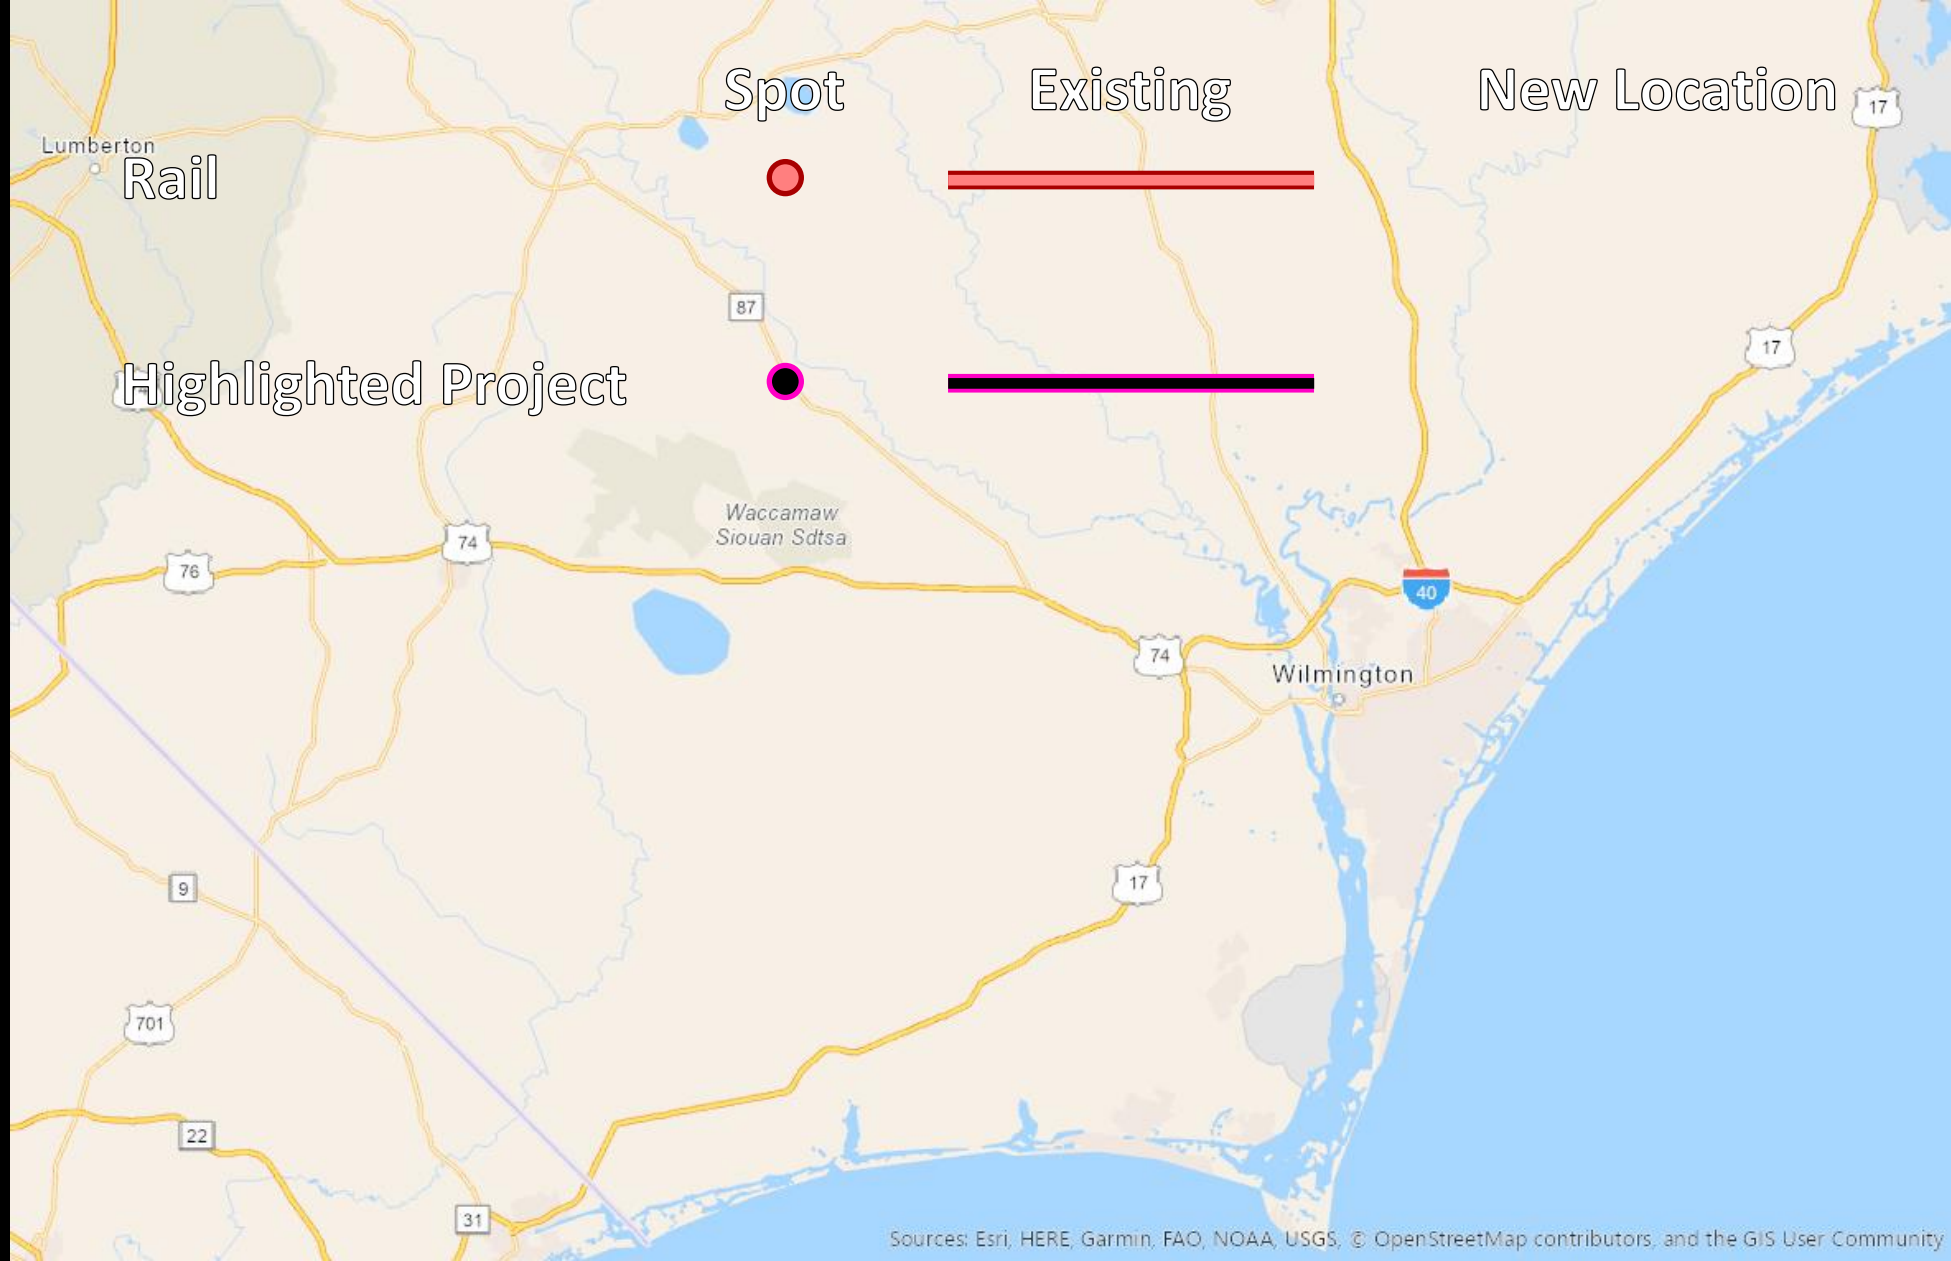 Spot Existing New Location
17
Lumberton
Rail
87
17
Highlighted Project
Waccamaw
Siouan Sdtsa
74
76
40
74
Wilmington
17
9
701
22
31
Sources: Esri, HERE, Garmin, FAO, NOAA, USGS, © OpenStreetMap contributors, and the GIS User Community